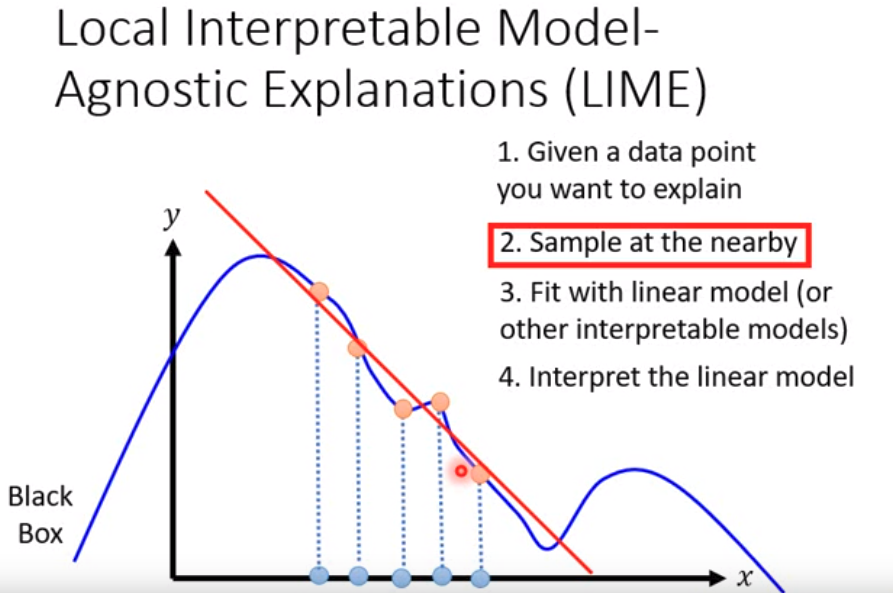 Local Interpretable Model-
Agnostic Explanations (LIME)
1. Given a data point
you want to explain
2. Sample at the nearby
3. Fit with linear model (or
other interpretable models)
4. Interpret the linear model
y
Black
Box
x